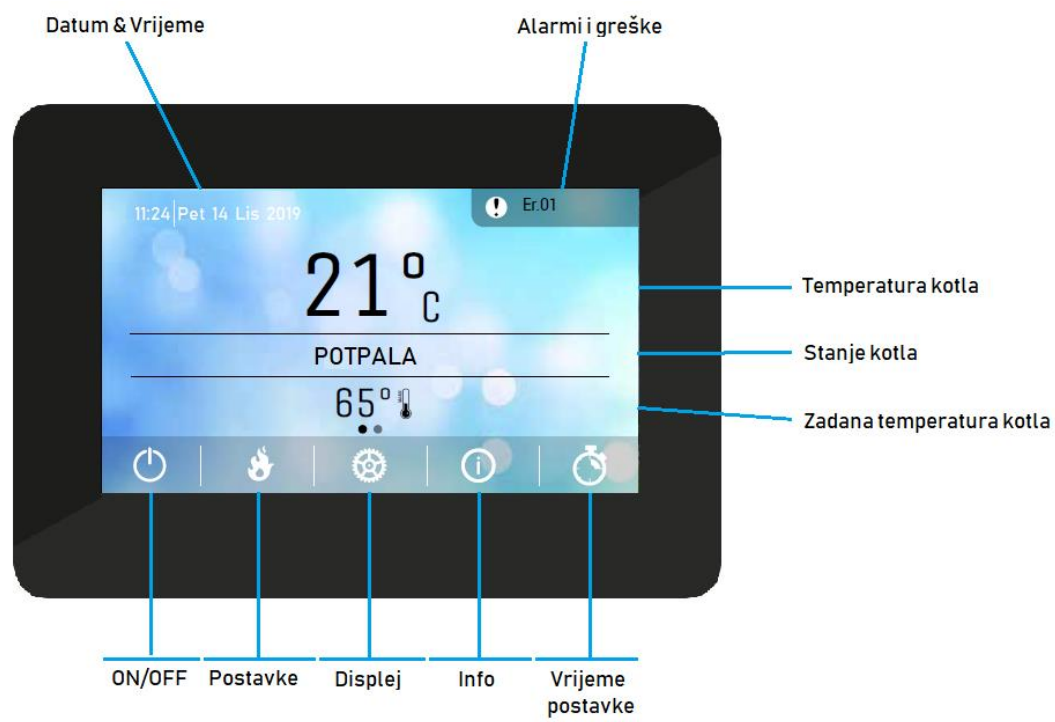 Datum & Vrijeme
Alarmi i greške
11:24 Pet 14 Lis 2019
Er.01
21°C
Temperatura kotla
POTPALA
Stanje kotla
65°
Zadana temperatura kotla
ON/OFF
Postavke
Displej
Info
Vrijeme
postavke